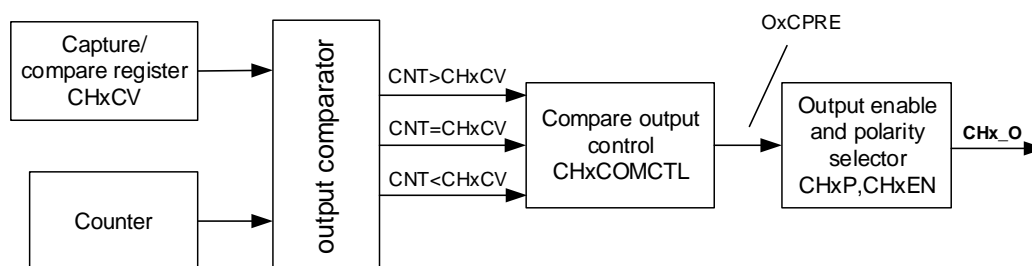 OxCPRE
Capture/
compare register
CHxCV
Counter
output comparator
CNT>CHxCV
CNT=CHxCV
CNT<CHxCV
Compare output
control
CHxCOMCTL
Output enable
and polarity
selector
CHxP,CHxEN
CHx_O